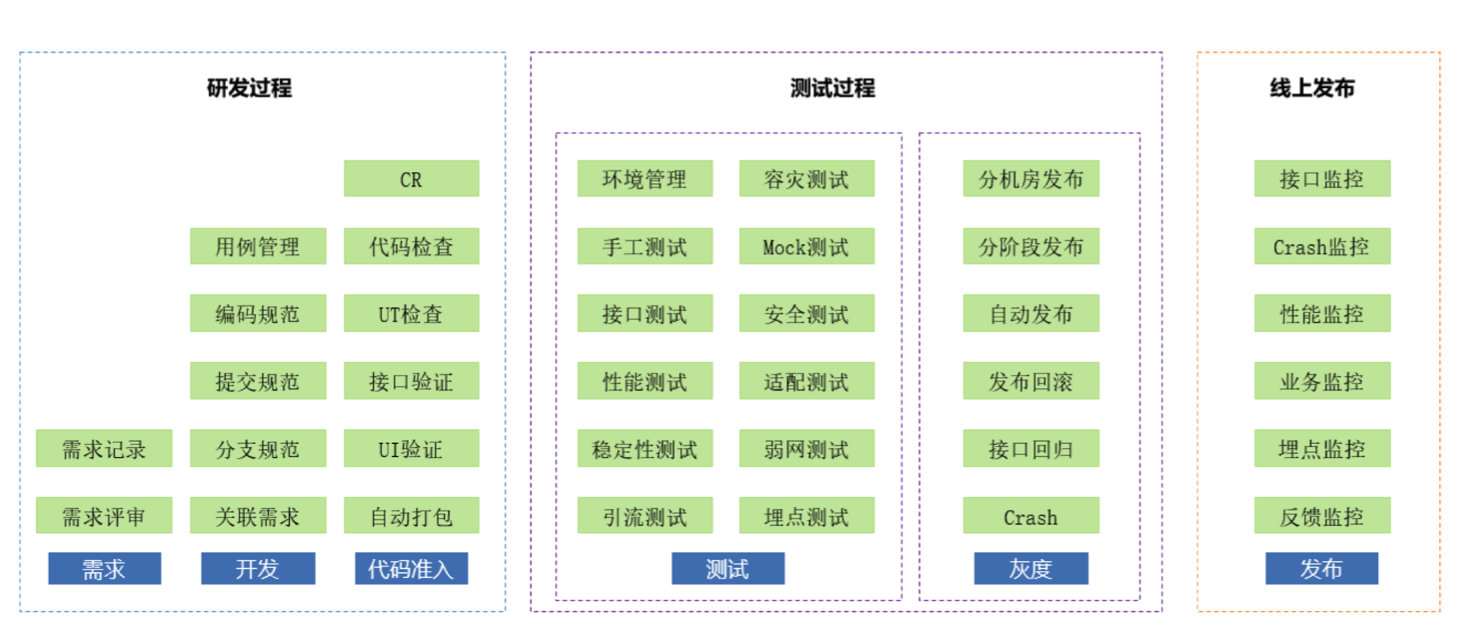 研发过程
CR
用例管理
代码检查
编码规范
UT检查
提交规范
接口验证
需求记录
分支规范
UI验证
需求评审
关联需求
自动打包
需求
开发
代码准入
测试过程
环境管理
容灾测试
手工测试
Mock测试
接口测试
安全测试
性能测试
适配测试
稳定性测试
弱网测试
引流测试
埋点测试
测试
分机房发布
分阶段发布
自动发布
发布回滚
接口回归
Crash
灰度
线上发布
接口监控
Crash监控
性能监控
业务监控
埋点监控
反馈监控
发布